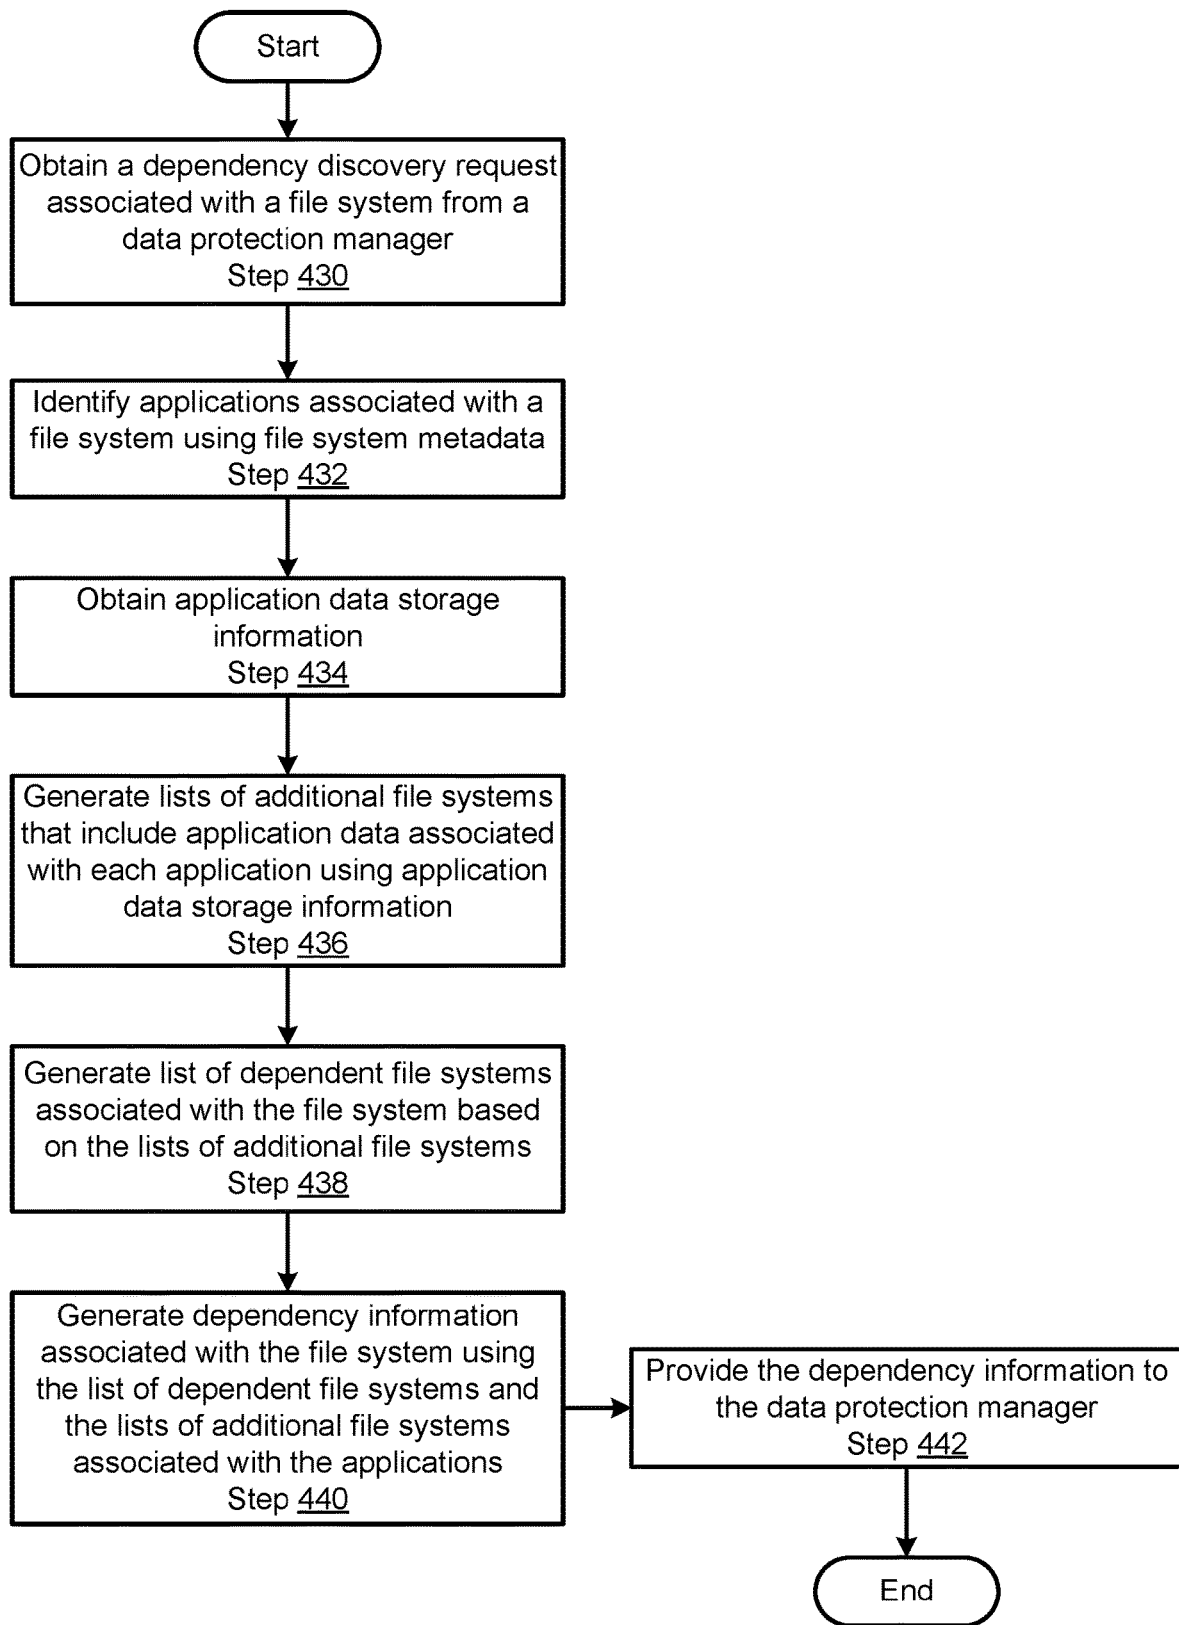 Start
Obtain a dependency discovery request
associated with a file system from a
data protection manager
Step 430
Identify applications associated with a
file system using file system metadata
Step 432
Obtain application data storage
information
Step 434
Generate lists of additional file systems
that include application data associated
with each application using application
data storage information
Step 436
Generate list of dependent file systems
associated with the file system based
on the lists of additional file systems
Step 438
Generate dependency information
associated with the file system using
the list of dependent file systems and
the lists of additional file systems
associated with the applications
Step 440
Provide the dependency information to
the data protection manager
Step 442
End